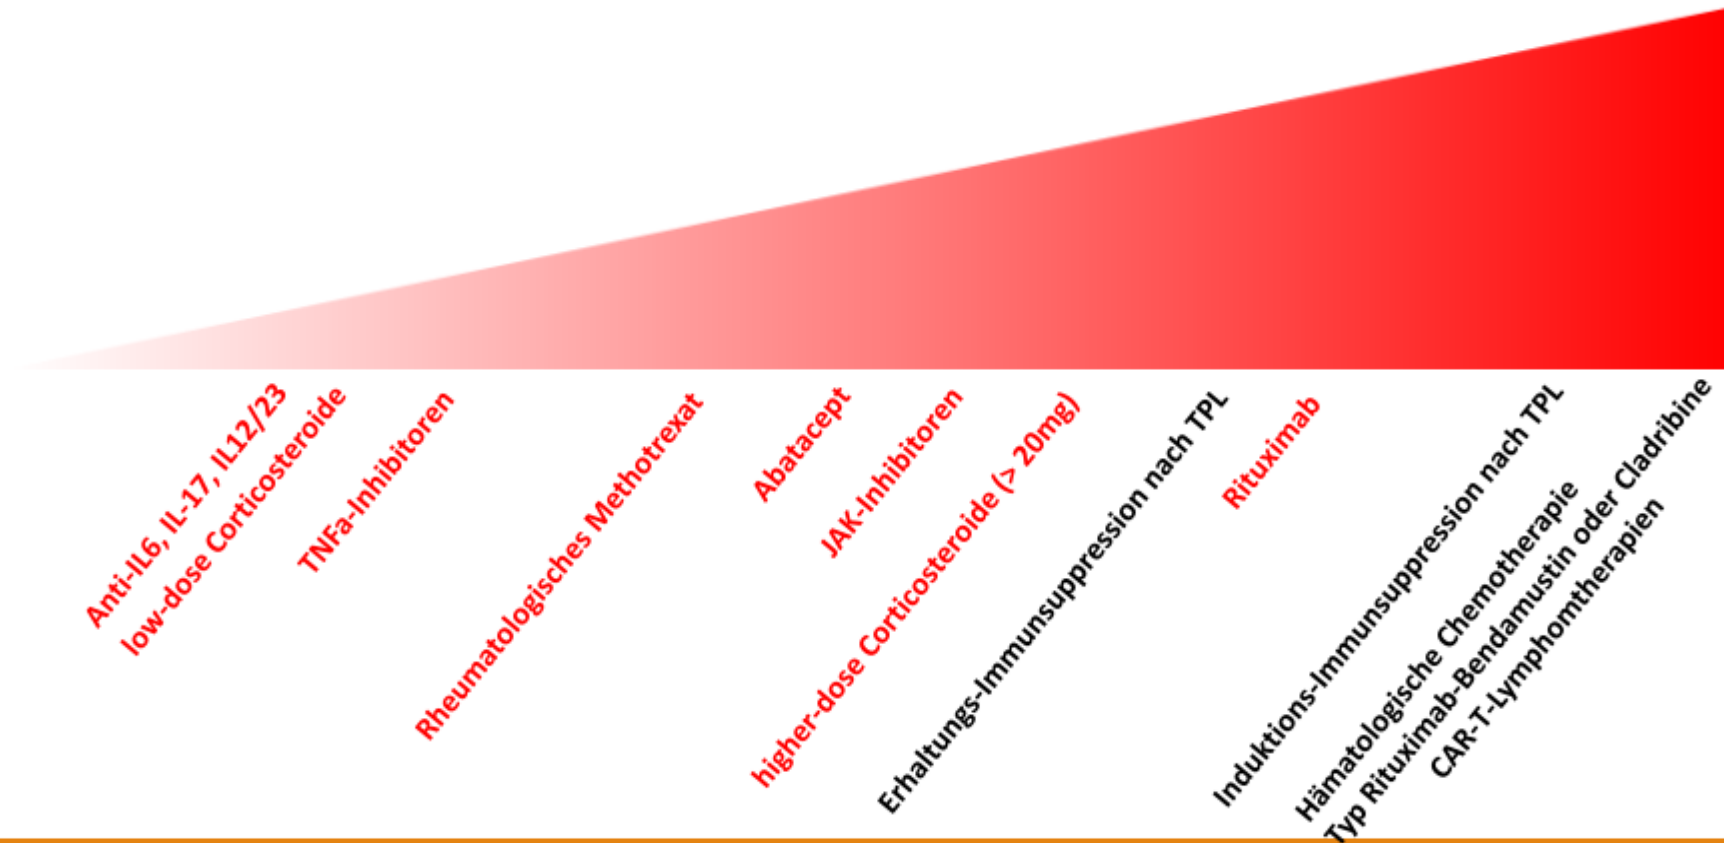 Anti-IL6, IL-17, IL12/23
low-dose Corticosteroide
TNFa-Inhibitoren
Rheumatologisches Methotrexat
Abatacept
JAK-Inhibitoren
higher-dose Corticosteroide (> 20mg)
Erhaltungs-Immunsuppression nach TPL
Rituximab
Induktions-Immunsuppression nach TPL
Hämatologische Chemotherapie
Typ Rituximab-Bendamustin oder Cladribine
CAR-T-Lymphomtherapien